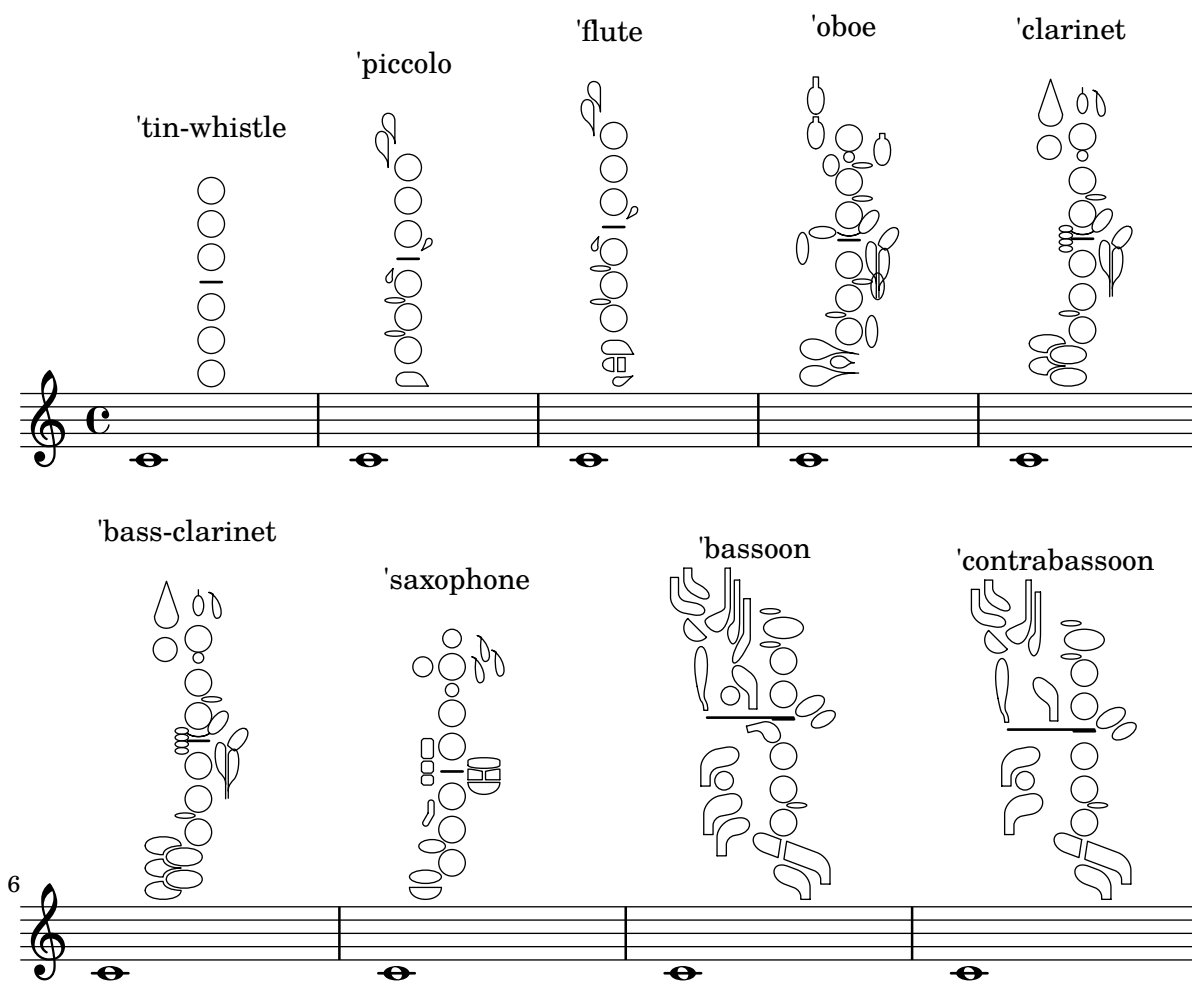 'tin-whistle
'piccolo
'flute
'oboe
'clarinet
'bass-clarinet
'saxophone
'bassoon
'contrabassoon
6